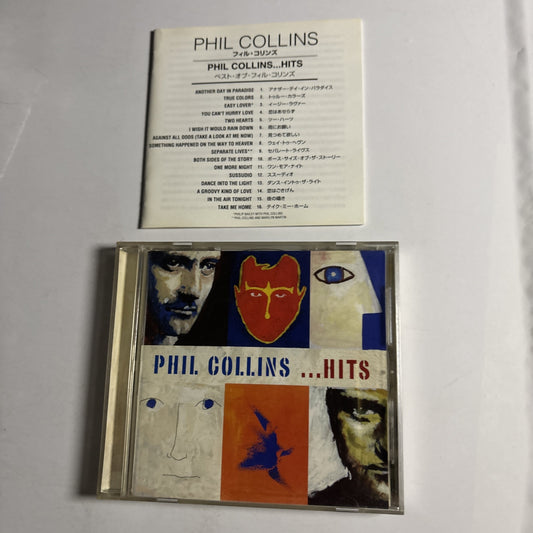 PHIL COLLINS
フィル・コリンズ
PHIL COLLINS...HITS
ベスト・オブ・フィル・コリンズ
ANOTHER DAY IN PARADISE 1. アナザー・デイ・イン・パラダイス
TRUE COLORS 2. トゥルー・カラーズ
EASY LOVER* 3. イージー・ラヴァー
YOU CAN'T HURRY LOVE 4. 恋はあせらず
TWO HEARTS 5. トゥー・ハーツ
I WISH IT WOULD RAIN DOWN 6. 雨にお願い
AGAINST ALL ODDS (TAKE A LOOK AT ME NOW) 7. 見つめて欲しい
SOMETHING HAPPENED ON THE WAY TO HEAVEN 8. ウェイ・トゥ・ヘヴン
SEPARATE LIVES** 9. セパレート・ライヴス
BOTH SIDES OF THE STORY 10. ボース・サイズ・オブ・ザ・ストーリー
ONE MORE NIGHT 11. ワン・モア・ナイト
SUSSUDIO 12. ススーディオ
DANCE INTO THE LIGHT 13. ダンス・イントゥ・ザ・ライト
A GROOVY KIND OF LOVE 14. 恋はごきげん
IN THE AIR TONIGHT 15. 夜の囁き
TAKE ME HOME 16. テイク・ミー・ホーム
*PHILIP BAILEY WITH PHIL COLLINS
**PHIL COLLINS AND MARILYN MARTIN
PHIL COLLINS ...HITS